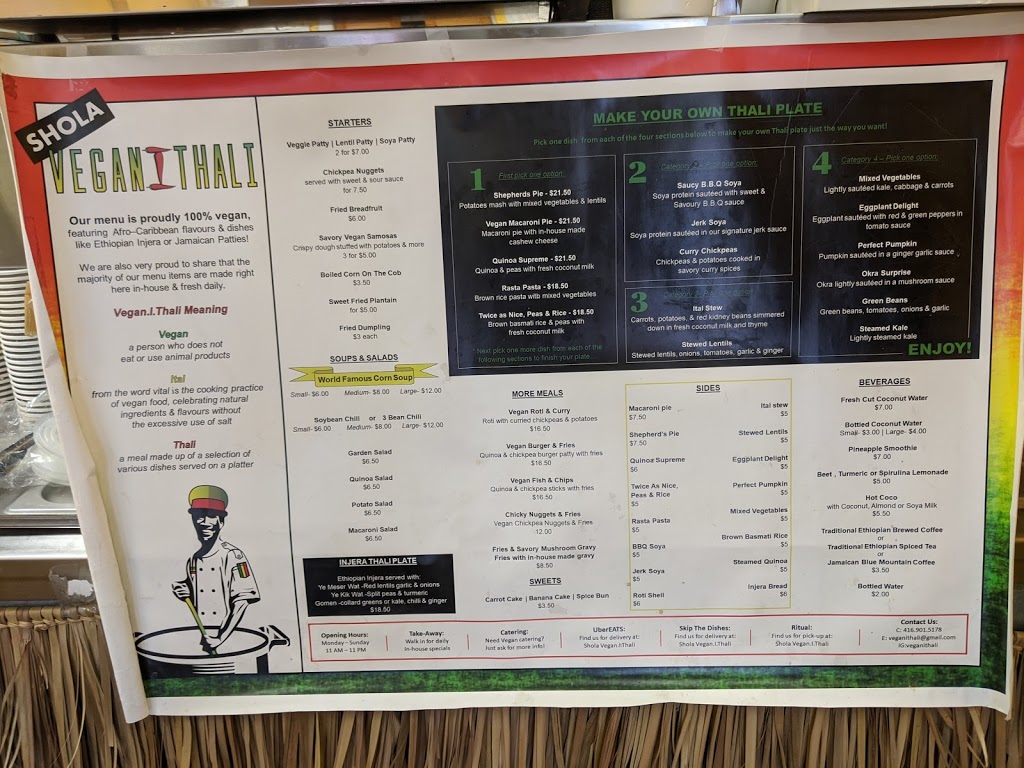 SHOLA
VEGAN I THALI
Our menu is proudly 100% vegan,
featuring Afro–Caribbean flavours & dishes
like Ethiopian Injera or Jamaican Patties!
We are also very proud to share that the
majority of our menu items are made right
here in-house & fresh daily.
Vegan.I.Thali Meaning
Vegan
a person who does not
eat or use animal products
Ital
from the word vital is the cooking practice
of vegan food, celebrating natural
ingredients & flavours without
the excessive use of salt
Thali
a meal made up of a selection of
various dishes served on a platter
STARTERS
Veggie Patty | Lentil Patty | Soya Patty
2 for $7.00
Chickpea Nuggets
served with sweet & sour sauce
for 7.50
Fried Breadfruit
$6.00
Savory Vegan Samosas
Crispy dough stuffed with potatoes & more
3 for $5.00
Boiled Corn On The Cob
$3.50
Sweet Fried Plantain
for $5.00
Fried Dumpling
$3 each
SOUPS & SALADS
World Famous Corn Soup
Small- $6.00 Medium- $8.00 Large- $12.00
Soybean Chili or 3 Bean Chili
Small- $6.00 Medium- $8.00 Large- $12.00
Garden Salad
$6.50
Quinoa Salad
$6.50
Potato Salad
$6.50
Macaroni Salad
$6.50
INJERA THALI PLATE
Ethiopian Injera served with:
Ye Meser Wat -Red lentils garlic & onions
Ye Kik Wat -Split peas & turmeric
Gomen -collard greens or kale, chili & ginger
$18.50
MAKE YOUR OWN THALI PLATE
Pick one dish from each of the four sections below to make your own Thali plate just the way you want!
1 First pick one option:
Shepherds Pie - $21.50
Potatoes mash with mixed vegetables & lentils
Vegan Macaroni Pie - $21.50
Macaroni pie with in-house made
cashew cheese
Quinua Supreme - $21.50
Quinua & peas with fresh coconut milk
Rasta Pasta - $18.50
Brown rice pasta with mixed vegetables
Twice as Nice, Peas & Rice - $18.50
Brown basmati rice & peas with
fresh coconut milk
* Next pick one more dish from each of the
following sections to finish your plate...
2 Category 2 – Pick one option:
Saucy B.B.Q Soya
Soya protein sautéed with sweet &
Savoury B.B.Q sauce
Jerk Soya
Soya protein sautéed in our signature jerk sauce
Curry Chickpeas
Chickpeas & potatoes cooked in
savory curry spices
3
Ital Stew
Carrots, potatoes, & red kidney beans simmered
down in fresh coconut milk and thyme
Stewed Lentils
Stewed lentils, onions, tomatoes, garlic & ginger
4 Category 4 – Pick one option:
Mixed Vegetables
Lightly sautéed kale, cabbage & carrots
Eggplant Delight
Eggplant sautéed with red & green peppers in
tomato sauce
Perfect Pumpkin
Pumpkin sautéed in a ginger garlic sauce
Okra Surprise
Okra lightly sautéed in a mushroom sauce
Green Beans
Green beans, tomatoes, onions & garlic
Steamed Kale
Lightly steamed kale
ENJOY!
MORE MEALS
Vegan Roti & Curry
Roti with curried chickpeas & potatoes
$16.50
Vegan Burger & Fries
Quinoa & chickpea burger patty with fries
$16.50
Vegan Fish & Chips
Quinoa & chickpea sticks with fries
$16.50
Chicky Nuggets & Fries
Vegan Chickpea Nuggets & Fries
12.00
Fries & Savory Mushroom Gravy
Fries with in-house made gravy
$8.50
SWEETS
Carrot Cake | Banana Cake | Spice Bun
$3.50
SIDES
Macaroni pie
$7.50
Shepherd's Pie
$7.50
Quinua Supreme
$6
Twice As Nice,
Peas & Rice
$5
Rasta Pasta
$5
BBQ Soya
$5
Jerk Soya
$5
Roti Shell
$6
Ital stew
$5
Stewed Lentils
$5
Eggplant Delight
$5
Perfect Pumpkin
$5
Mixed Vegetables
$5
Brown Basmati Rice
$5
Steamed Quinoa
$5
Injera Bread
$6
BEVERAGES
Fresh Cut Coconut Water
$7.00
Bottled Coconut Water
Small- $3.00 | Large- $4.00
Pineapple Smoothie
$7.00
Beet , Turmeric or Spirulina Lemonade
$5.00
Hot Coco
with Coconut, Almond or Soya Milk
$5.50
Traditional Ethiopian Brewed Coffee
or
Traditional Ethiopian Spiced Tea
or
Jamaican Blue Mountain Coffee
$3.50
Bottled Water
$2.00
Opening Hours:
Monday – Sunday
11 AM – 11 PM
Take-Away:
Walk in for daily
in-house specials
Catering:
Need Vegan catering?
Just ask for more info!
UberEATS:
Find us for delivery at:
Shola Vegan.I!Thali
Skip The Dishes:
Find us for delivery at:
Shola Vegan.I.Thali
Ritual:
Find us for pick-up at:
Shola Vegan.I.Thali
Contact Us:
C: 416.901.5178
E: veganithali@gmail.com
IG:veganithali